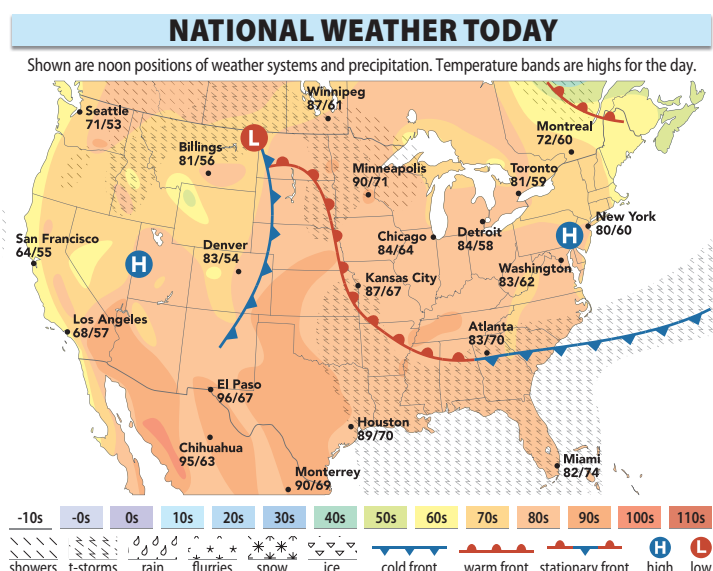 NATIONAL WEATHER TODAY
Shown are noon positions of weather systems and precipitation. Temperature bands are highs for the day.
Winnipeg
87/61
Seattle
71/53
Montreal
72/60
L
Billings
81/56
Minneapolis
90/71
Toronto
81/59
New York
80/60
San Francisco
64/55
Denver
83/54
Chicago
84/64
Detroit
84/58
H
H
Washington
83/62
Kansas City
87/67
Los Angeles
68/57
Atlanta
83/70
El Paso
96/67
Houston
89/70
Chihuahua
95/63
Monterrey
90/69
Miami
82/74
-10s -0s 0s 10s 20s 30s 40s 50s 60s 70s 80s 90s 100s 110s
H L
showers t-storms rain flurries snow ice cold front warm front stationary front high low